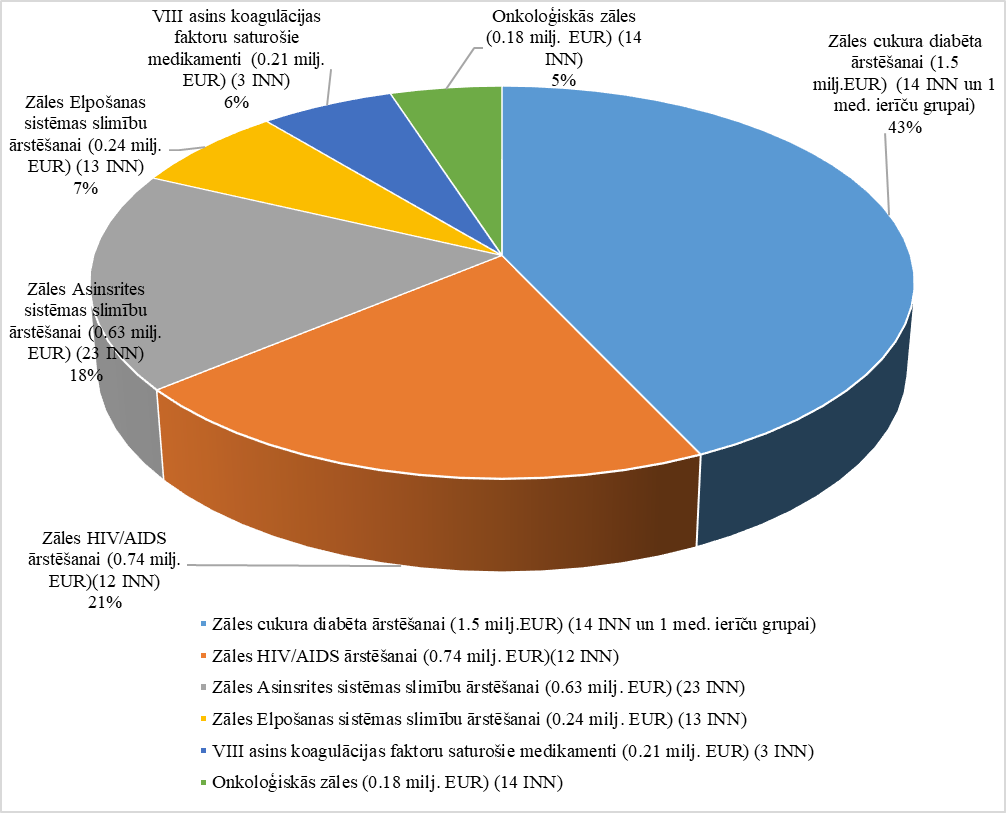 VIII asins koagulācijas
faktoru saturošie
medikamenti (0.21 milj.
EUR) (3 INN)
6%
Onkoloģiskās zāles
(0.18 milj. EUR) (14
INN)
5%
Zāles cukura diabēta
ārstēšanai (1.5
milj.EUR) (14 INN un 1
med. ierīču grupai)
43%
Zāles Elpošanas
sistēmas slimību
ārstēšanai (0.24 milj.
EUR) (13 INN)
7%
Zāles Asinsrites
sistēmas slimību
ārstēšanai (0.63 milj.
EUR) (23 INN)
18%
Zāles HIV/AIDS
ārstēšanai (0.74 milj.
EUR)(12 INN)
21%
Zāles cukura diabēta ārstēšanai (1.5 milj.EUR) (14 INN un 1 med. ierīču grupai)
Zāles HIV/AIDS ārstēšanai (0.74 milj. EUR)(12 INN)
Zāles Asinsrites sistēmas slimību ārstēšanai (0.63 milj. EUR) (23 INN)
Zāles Elpošanas sistēmas slimību ārstēšanai (0.24 milj. EUR) (13 INN)
VIII asins koagulācijas faktoru saturošie medikamenti (0.21 milj. EUR) (3 INN)
Onkoloģiskās zāles (0.18 milj. EUR) (14 INN)